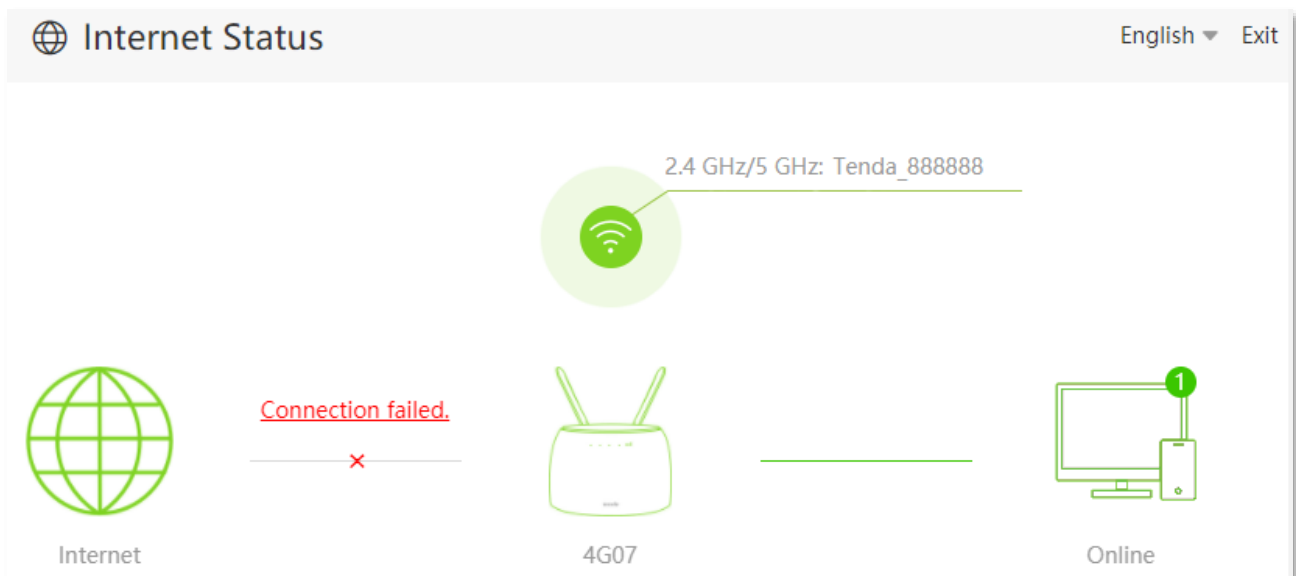 Internet Status
English Exit
2.4 GHz/5 GHz: Tenda_888888
1
Connection failed.
Internet
4G07
Online